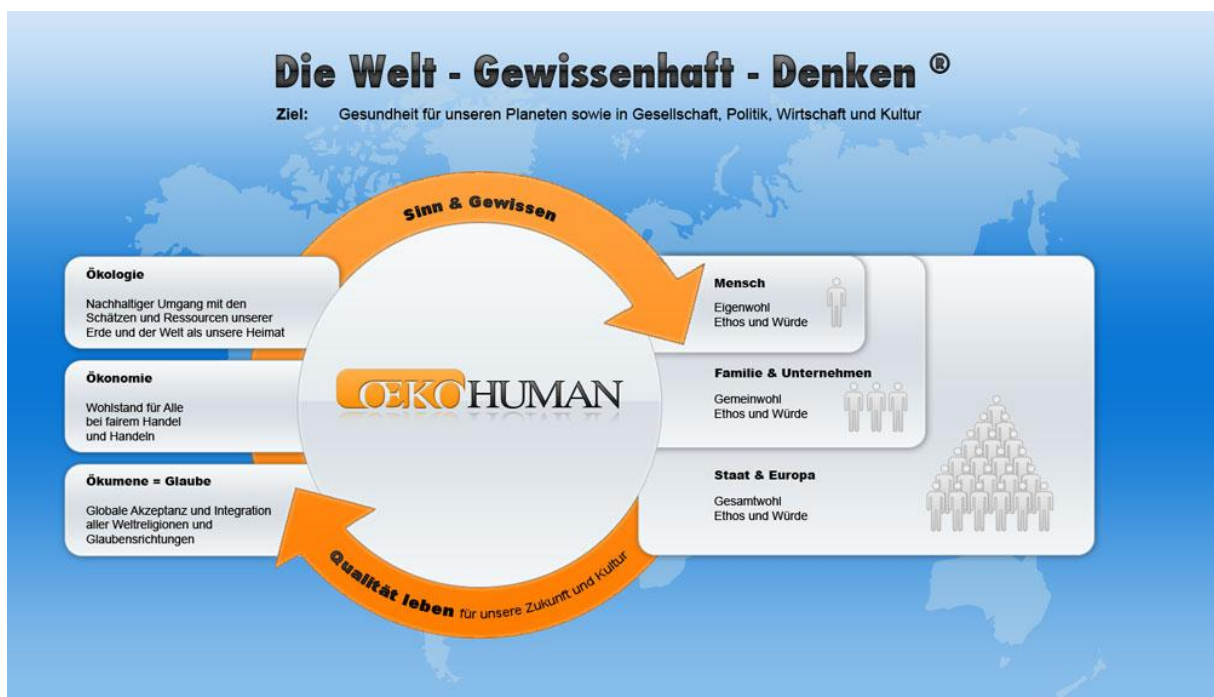 Die Welt - Gewissenhaft - Denken ®
Ziel: Gesundheit für unseren Planeten sowie in Gesellschaft, Politik, Wirtschaft und Kultur
Sinn & Gewissen
Ökologie
Nachhaltiger Umgang mit den
Schätzen und Ressourcen unserer
Erde und der Welt als unsere Heimat
Ökonomie
Wohlstand für Alle
bei fairem Handel
und Handeln
Ökumene = Glaube
Globale Akzeptanz und Integration
aller Weltreligionen und
Glaubensrichtungen
ŒKOHUMAN
Mensch
Eigenwohl
Ethos und Würde
Familie & Unternehmen
Gemeinwohl
Ethos und Würde
Staat & Europa
Gesamtwohl
Ethos und Würde
Qualität leben für unsere Zukunft und Kultur